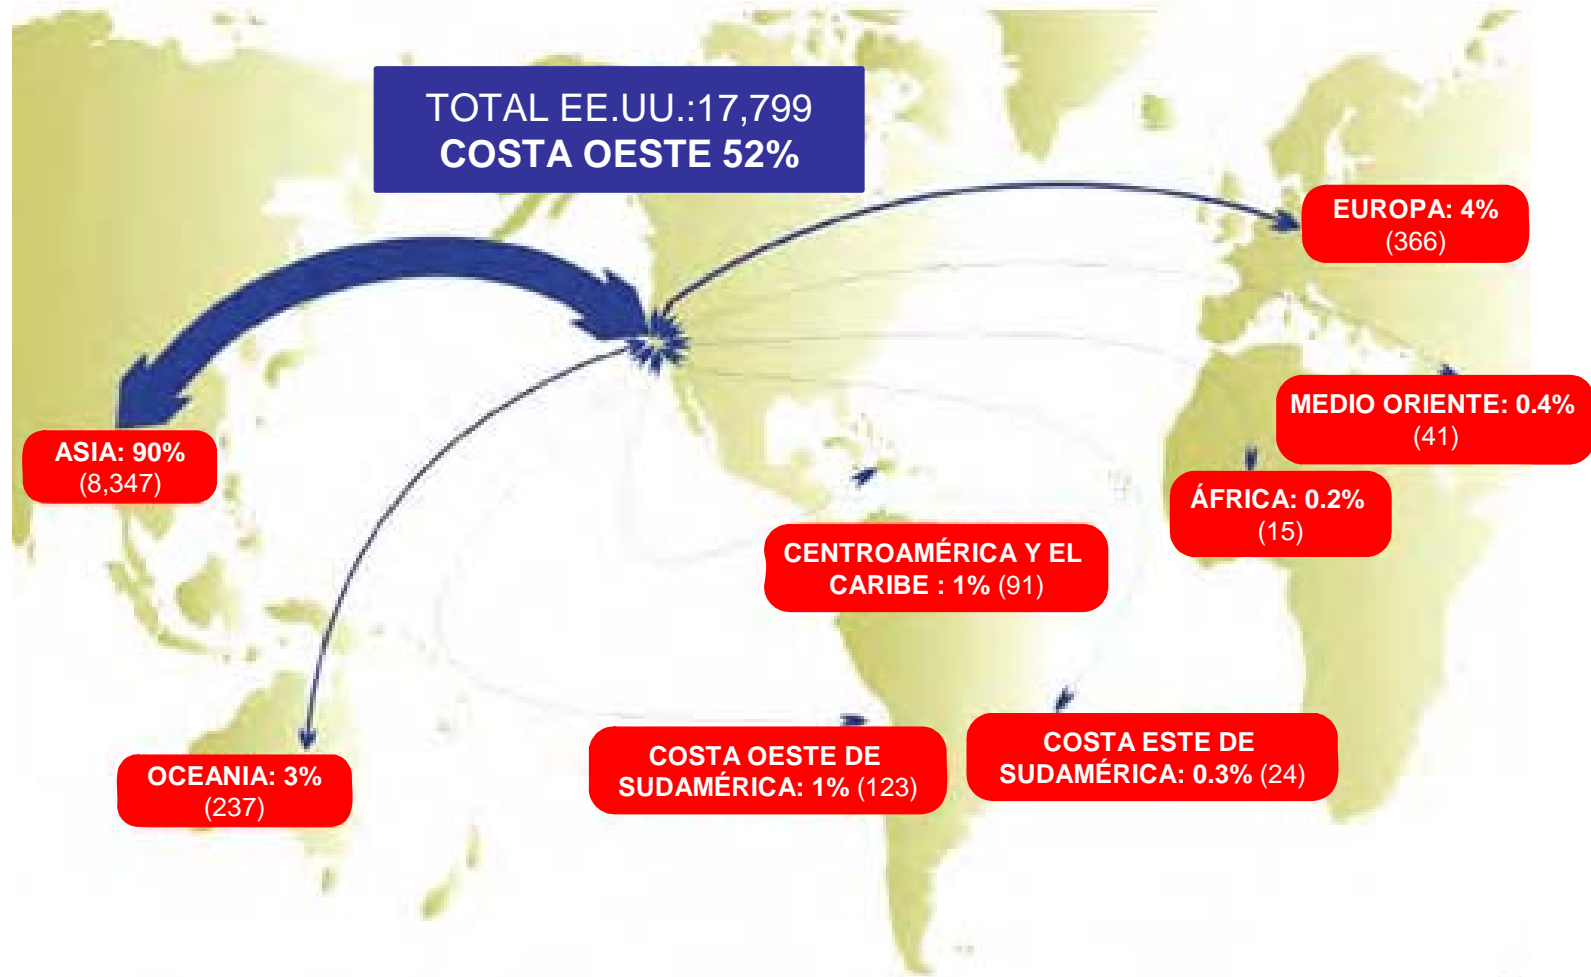 TOTAL EE.UU.:17,799
COSTA OESTE 52%
EUROPA: 4%
(366)
MEDIO ORIENTE: 0.4%
(41)
ASIA: 90%
(8,347)
ÁFRICA: 0.2%
(15)
CENTROAMÉRICA Y EL
CARIBE : 1% (91)
OCEANIA: 3%
(237)
COSTA OESTE DE
SUDAMÉRICA: 1% (123)
COSTA ESTE DE
SUDAMÉRICA: 0.3% (24)